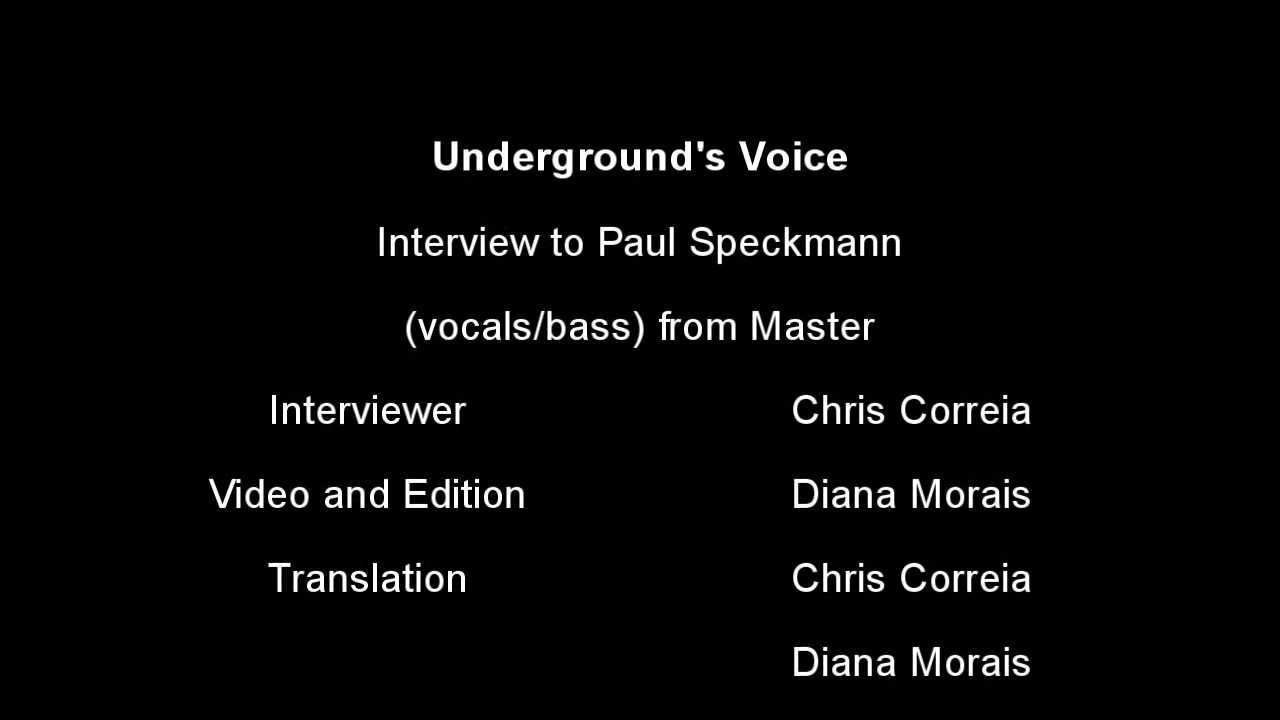 Underground's Voice
Interview to Paul Speckmann
(vocals/bass) from Master
Interviewer Chris Correia
Video and Edition Diana Morais
Translation Chris Correia
Diana Morais